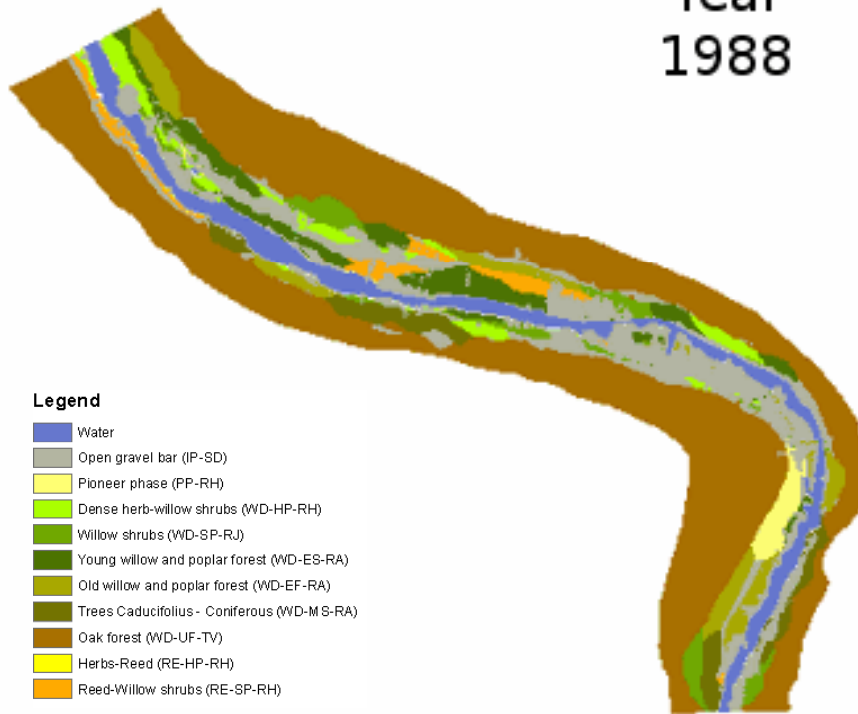 Year
1988
Legend
Water
Open gravel bar (IP-SD)
Pioneer phase (PP-RH)
Dense herb-willow shrubs (WD-HP-RH)
Willow shrubs (WD-SP-RJ)
Young willow and poplar forest (WD-ES-RA)
Old willow and poplar forest (WD-EF-RA)
Trees Caducifolius - Coniferous (WD-MS-RA)
Oak forest (WD-UF-TV)
Herbs-Reed (RE-HP-RH)
Reed-Willow shrubs (RE-SP-RH)